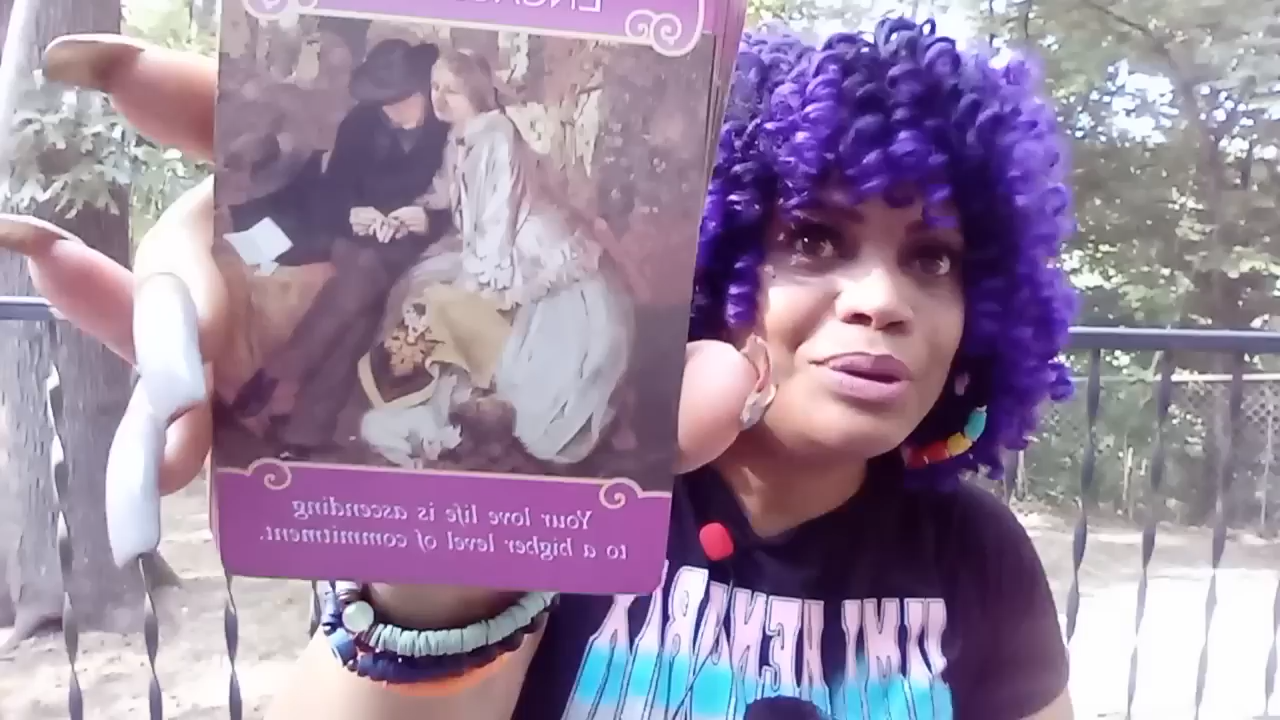 Your love life is ascending
to a higher level of commitment.
JIMI HENDRIX